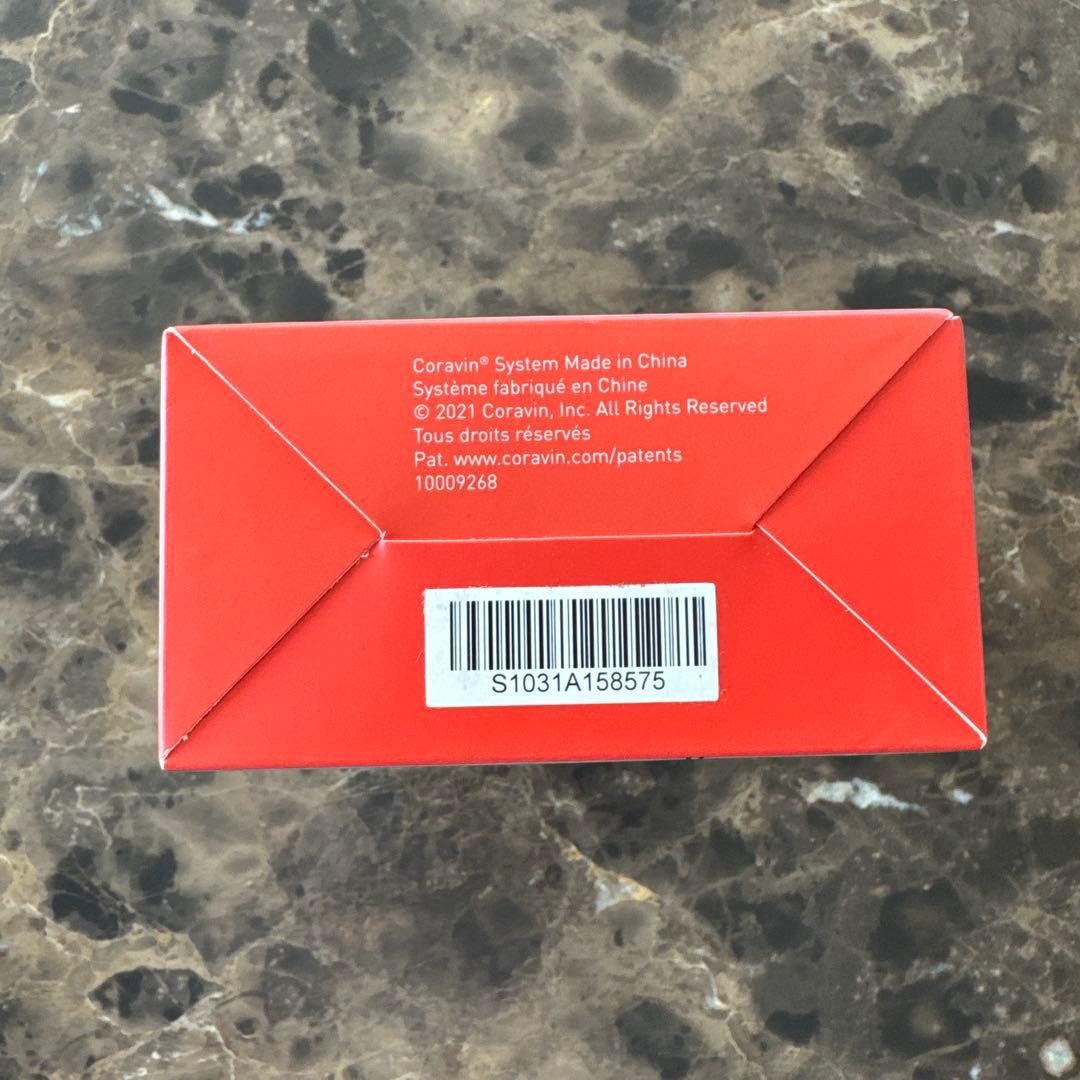 Coravin® System Made in China
Système fabriqué en Chine
© 2021 Coravin, Inc. All Rights Reserved
Tous droits réservés
Pat. www.coravin.com/patents
10009268
S1031A158575